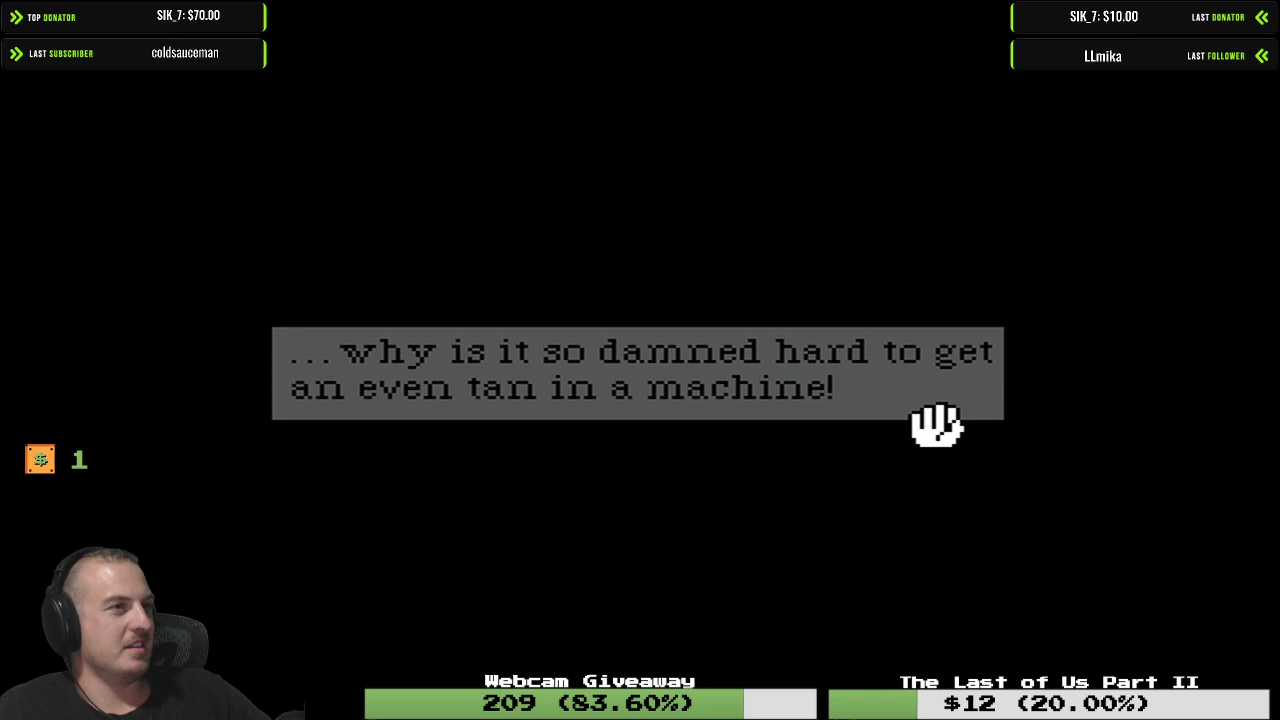 TOP DONATOR SIK_7: $70.00
LAST SUBSCRIBER coldsauceman
SIK_7: $10.00 LAST DONATOR
LLmika LAST FOLLOWER
...why is it so damned hard to get
an even tan in a machine!
$ 1
Webcam Giveaway
209 (83.60%)
The Last of Us Part II
$12 (20.00%)